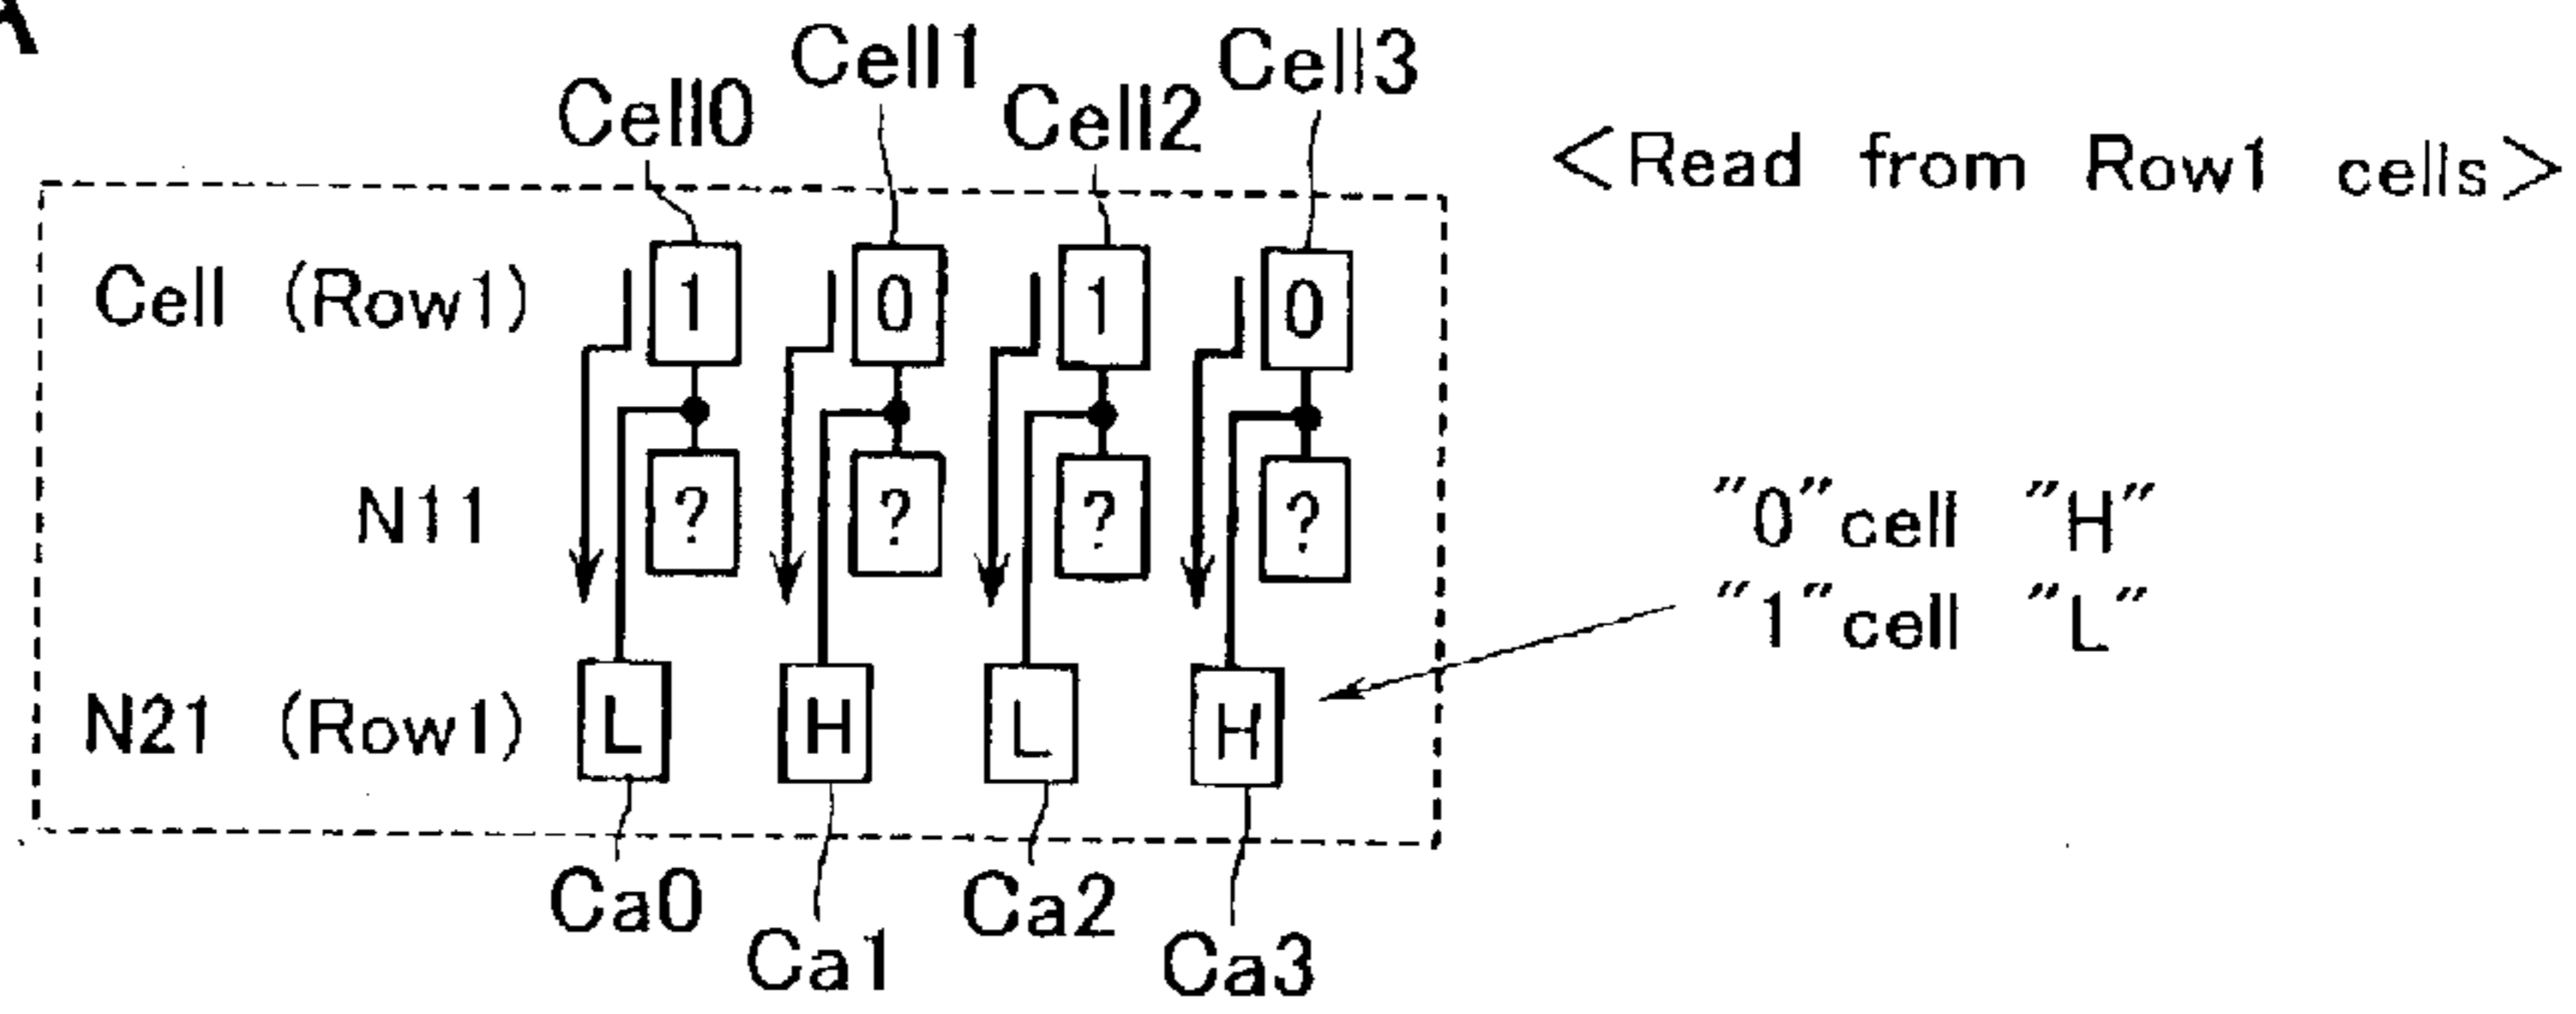 A
Cell0 Cell1 Cell2 Cell3
<Read from Row1 cells>
Cell (Row1) 1 0 1 0
N11 ? ? ? ?
"0"cell "H"
"1"cell "L"
N21 (Row1) L H L H
Ca0 Ca1 Ca2 Ca3